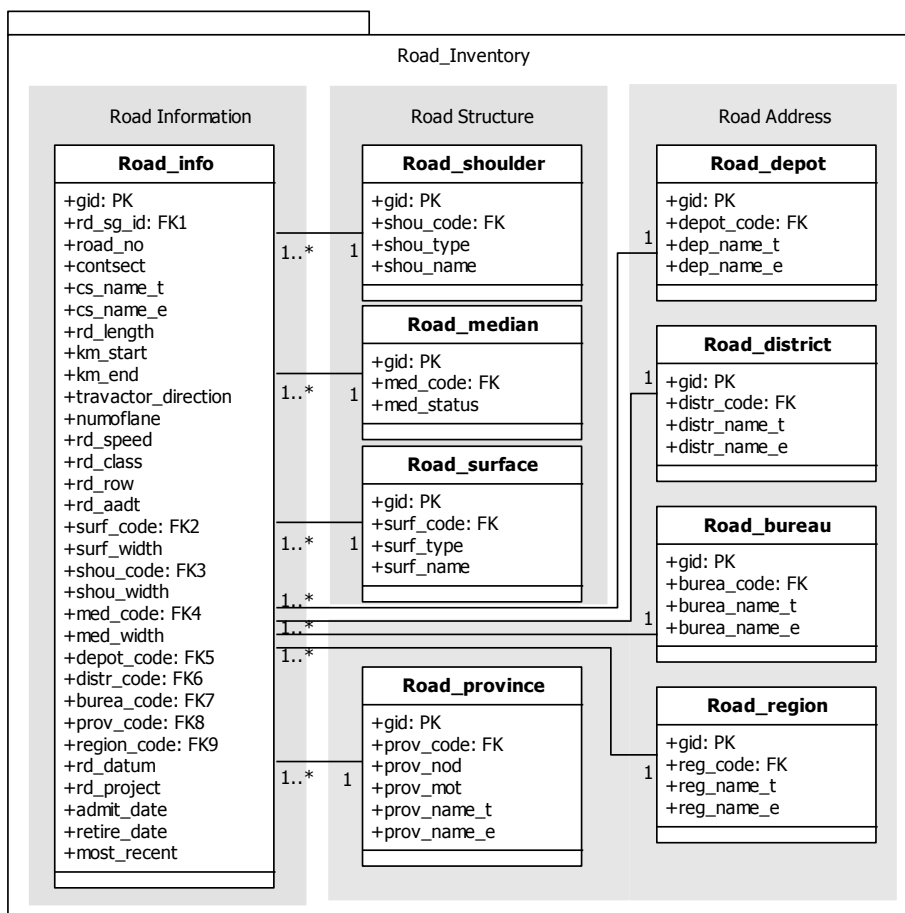 Road_Inventory
Road Information
Road_info
+gid: PK
+rd_sg_id: FK1
+road_no
+contsect
+cs_name_t
+cs_name_e
+rd_length
+km_start
+km_end
+travactor_direction
+numoflane
+rd_speed
+rd_class
+rd_row
+rd_aadt
+surf_code: FK2
+surf_width
+shou_code: FK3
+shou_width
+med_code: FK4
+med_width
+depot_code: FK5
+distr_code: FK6
+burea_code: FK7
+prov_code: FK8
+region_code: FK9
+rd_datum
+rd_project
+admit_date
+retire_date
+most_recent
1..*
1
1..*
1
1..*
1
1..*
1..*
1..*
1..*
1
Road Structure
Road_shoulder
+gid: PK
+shou_code: FK
+shou_type
+shou_name
Road_median
+gid: PK
+med_code: FK
+med_status
Road_surface
+gid: PK
+surf_code: FK
+surf_type
+surf_name
Road_province
+gid: PK
+prov_code: FK
+prov_nod
+prov_mot
+prov_name_t
+prov_name_e
Road Address
1
Road_depot
+gid: PK
+depot_code: FK
+dep_name_t
+dep_name_e
1
Road_district
+gid: PK
+distr_code: FK
+distr_name_t
+distr_name_e
1
Road_bureau
+gid: PK
+burea_code: FK
+burea_name_t
+burea_name_e
1
Road_region
+gid: PK
+reg_code: FK
+reg_name_t
+reg_name_e